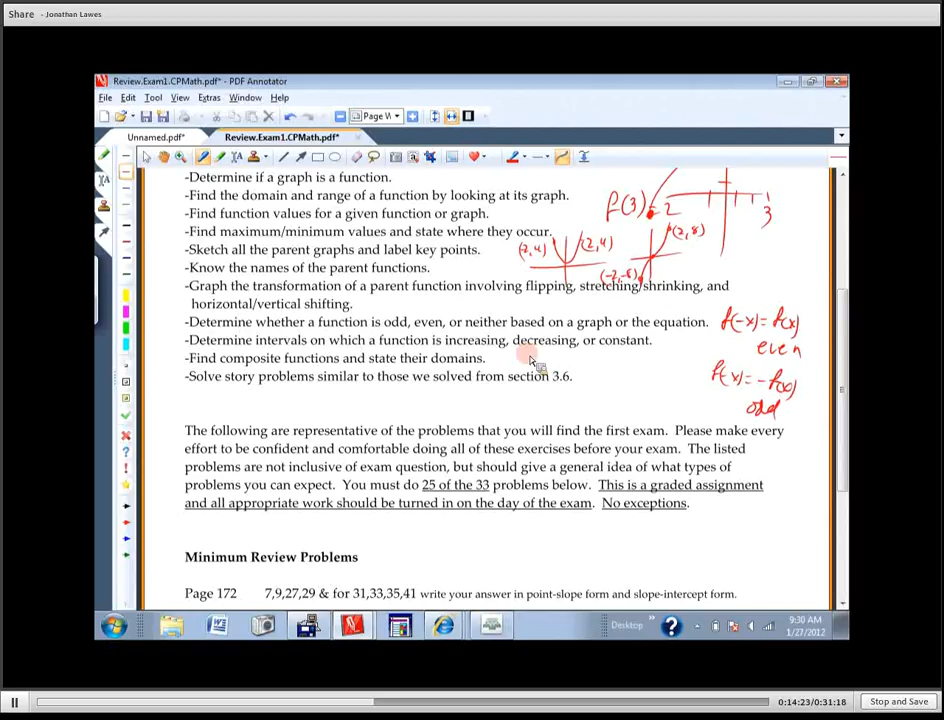 Share - Jonathan Lawes
Review.Exam1.CPMath.pdf* - PDF Annotator
File Edit Tool View Extras Window Help
Page W
Unnamed.pdf* Review.Exam1.CPMath.pdf*
-Determine if a graph is a function.
-Find the domain and range of a function by looking at its graph.
-Find function values for a given function or graph.
-Find maximum/minimum values and state where they occur.
-Sketch all the parent graphs and label key points.
-Know the names of the parent functions.
-Graph the transformation of a parent function involving flipping, stretching/shrinking, and
horizontal/vertical shifting.
-Determine whether a function is odd, even, or neither based on a graph or the equation.
-Determine intervals on which a function is increasing, decreasing, or constant.
-Find composite functions and state their domains.
-Solve story problems similar to those we solved from section 3.6.
f(3) 2
3
(2,4) (2,4)
(2,8)
(-2,-8)
f(-x)=f(x)
even
f(-x)=-f(x)
odd
The following are representative of the problems that you will find the first exam. Please make every
effort to be confident and comfortable doing all of these exercises before your exam. The listed
problems are not inclusive of exam question, but should give a general idea of what types of
problems you can expect. You must do 25 of the 33 problems below. This is a graded assignment
and all appropriate work should be turned in on the day of the exam. No exceptions.
Minimum Review Problems
Page 172 7,9,27,29 & for 31,33,35,41 write your answer in point-slope form and slope-intercept form.
Desktop
9:30 AM
1/27/2012
0:14:23/0:31:18 Stop and Save